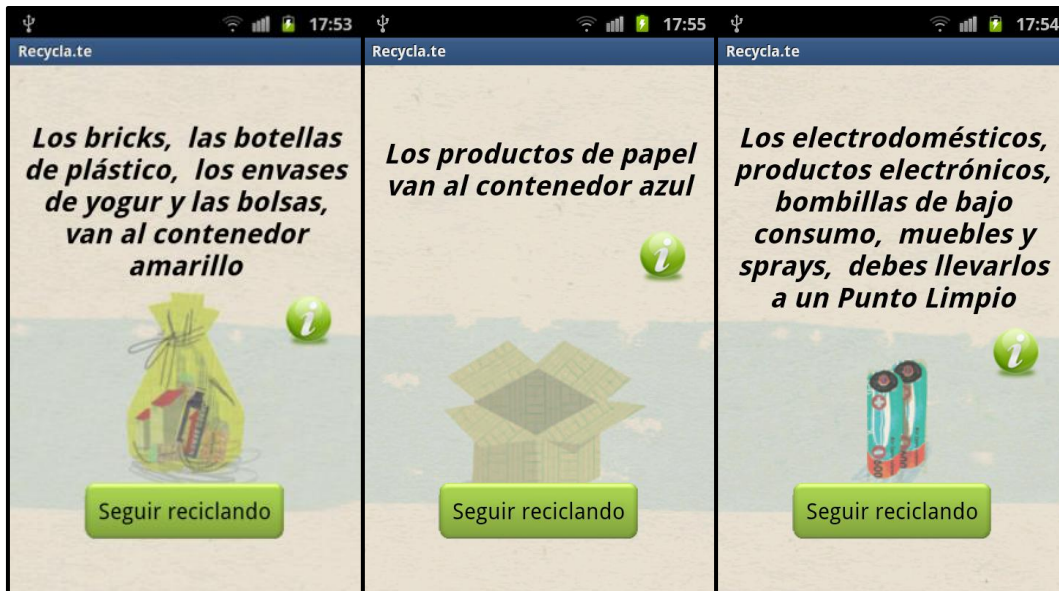 17:53
Recycla.te
Los bricks, las botellas
de plástico, los envases
de yogur y las bolsas,
van al contenedor
amarillo
Seguir reciclando
17:55
Recycla.te
Los productos de papel
van al contenedor azul
Seguir reciclando
17:54
Recycla.te
Los electrodomésticos,
productos electrónicos,
bombillas de bajo
consumo, muebles y
sprays, debes llevarlos
a un Punto Limpio
Seguir reciclando